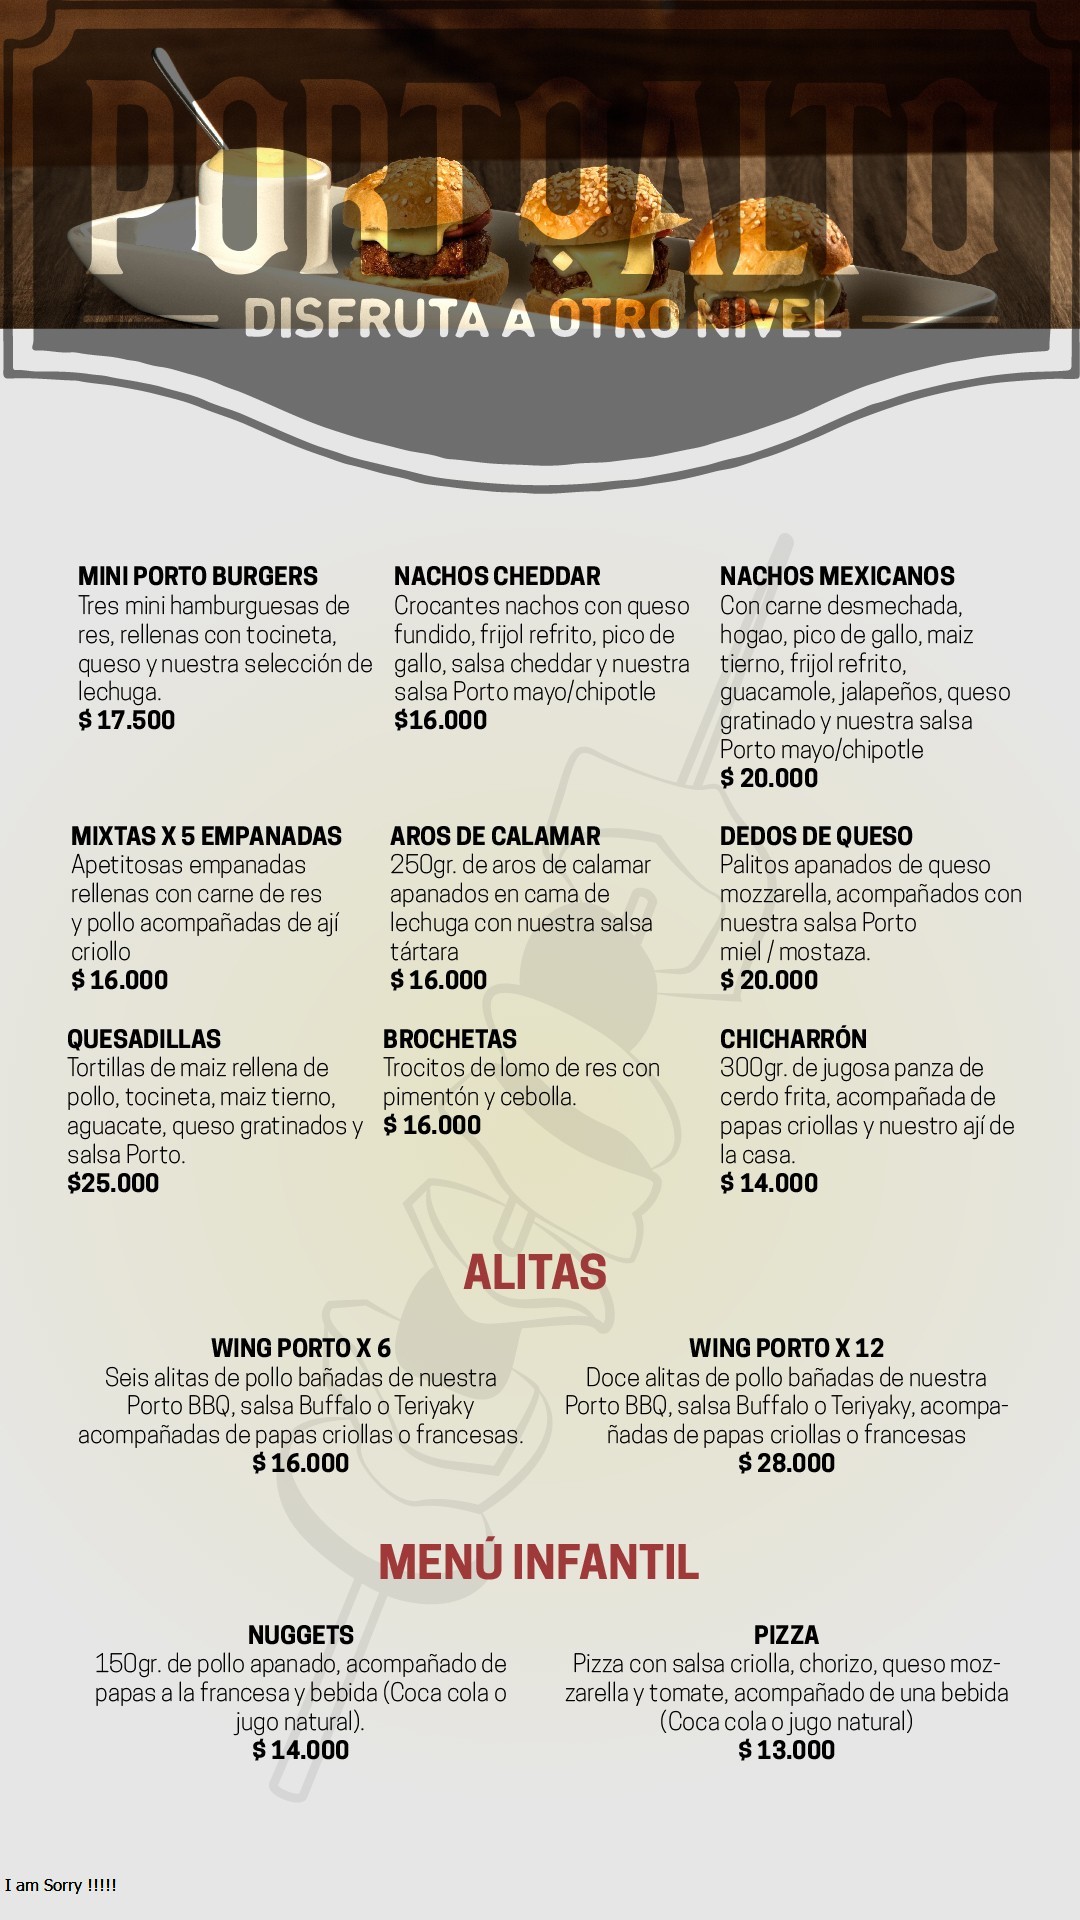 PORTOALTO
DISFRUTA A OTRO NIVEL
MINI PORTO BURGERS
Tres mini hamburguesas de
res, rellenas con tocineta,
queso y nuestra selección de
lechuga.
$ 17.500
NACHOS CHEDDAR
Crocantes nachos con queso
fundido, frijol refrito, pico de
gallo, salsa cheddar y nuestra
salsa Porto mayo/chipotle
$16.000
NACHOS MEXICANOS
Con carne desmechada,
hogao, pico de gallo, maiz
tierno, frijol refrito,
guacamole, jalapeños, queso
gratinado y nuestra salsa
Porto mayo/chipotle
$ 20.000
MIXTAS X 5 EMPANADAS
Apetitosas empanadas
rellenas con carne de res
y pollo acompañadas de ají
criollo
$ 16.000
AROS DE CALAMAR
250gr. de aros de calamar
apanados en cama de
lechuga con nuestra salsa
tártara
$ 16.000
DEDOS DE QUESO
Palitos apanados de queso
mozzarella, acompañados con
nuestra salsa Porto
miel / mostaza.
$ 20.000
QUESADILLAS
Tortillas de maiz rellena de
pollo, tocineta, maiz tierno,
aguacate, queso gratinados y
salsa Porto.
$25.000
BROCHETAS
Trocitos de lomo de res con
pimentón y cebolla.
$ 16.000
CHICHARRÓN
300gr. de jugosa panza de
cerdo frita, acompañada de
papas criollas y nuestro ají de
la casa.
$ 14.000
ALITAS
WING PORTO X 6
Seis alitas de pollo bañadas de nuestra
Porto BBQ, salsa Buffalo o Teriyaky
acompañadas de papas criollas o francesas.
$ 16.000
WING PORTO X 12
Doce alitas de pollo bañadas de nuestra
Porto BBQ, salsa Buffalo o Teriyaky, acompa-
ñadas de papas criollas o francesas
$ 28.000
MENÚ INFANTIL
NUGGETS
150gr. de pollo apanado, acompañado de
papas a la francesa y bebida (Coca cola o
jugo natural).
$ 14.000
PIZZA
Pizza con salsa criolla, chorizo, queso moz-
zarella y tomate, acompañado de una bebida
(Coca cola o jugo natural)
$ 13.000
I am Sorry !!!!!